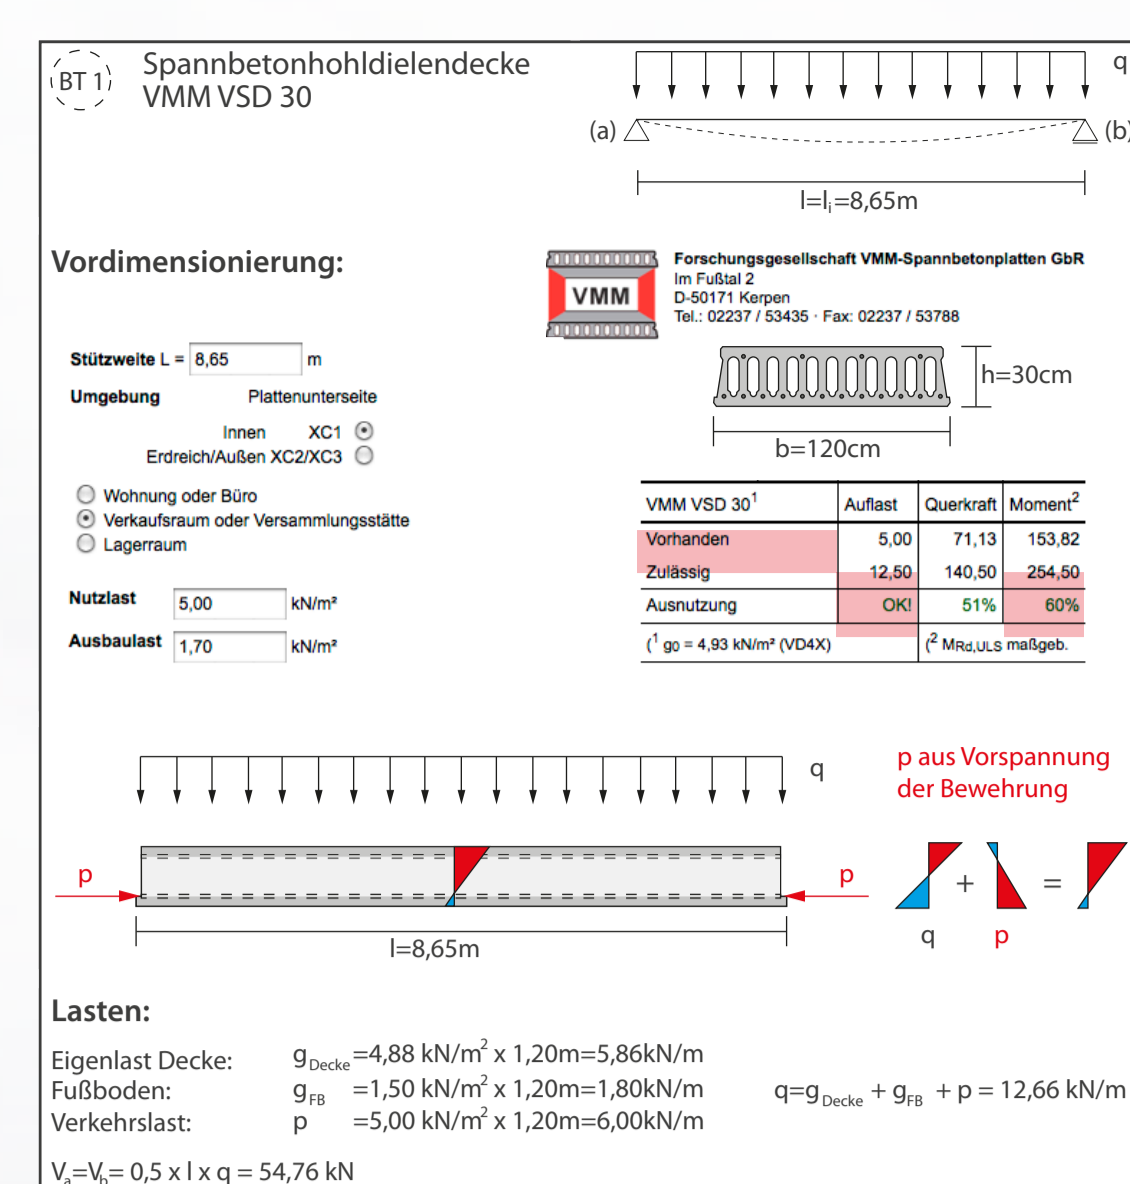 BT 1
Spannbetonhohldielendecke
VMM VSD 30
q
(a)
(b)
l=lᵢ=8,65m
Vordimensionierung:
VMM
Forschungsgesellschaft VMM-Spannbetonplatten GbR
Im Fußtal 2
D-50171 Kerpen
Tel.: 02237 / 53435 · Fax: 02237 / 53788
h=30cm
b=120cm
Stützweite L = 8,65 m
Umgebung Plattenunterseite
Innen XC1
Erdreich/Außen XC2/XC3
Wohnung oder Büro
Verkaufsraum oder Versammlungsstätte
Lagerraum
Nutzlast 5,00 kN/m²
Ausbaulast 1,70 kN/m²
VMM VSD 30¹ Auflast Querkraft Moment²
Vorhanden 5,00 71,13 153,82
Zulässig 12,50 140,50 254,50
Ausnutzung OK! 51% 60%
(¹ g0 = 4,93 kN/m² (VD4X) (² MRd,ULS maßgeb.
q
p aus Vorspannung
der Bewehrung
p
p
+ =
q p
l=8,65m
Lasten:
Eigenlast Decke: gDecke =4,88 kN/m² x 1,20m=5,86kN/m
Fußboden: gFB =1,50 kN/m² x 1,20m=1,80kN/m q=gDecke + gFB + p = 12,66 kN/m
Verkehrslast: p =5,00 kN/m² x 1,20m=6,00kN/m
Va=Vb= 0,5 x l x q = 54,76 kN